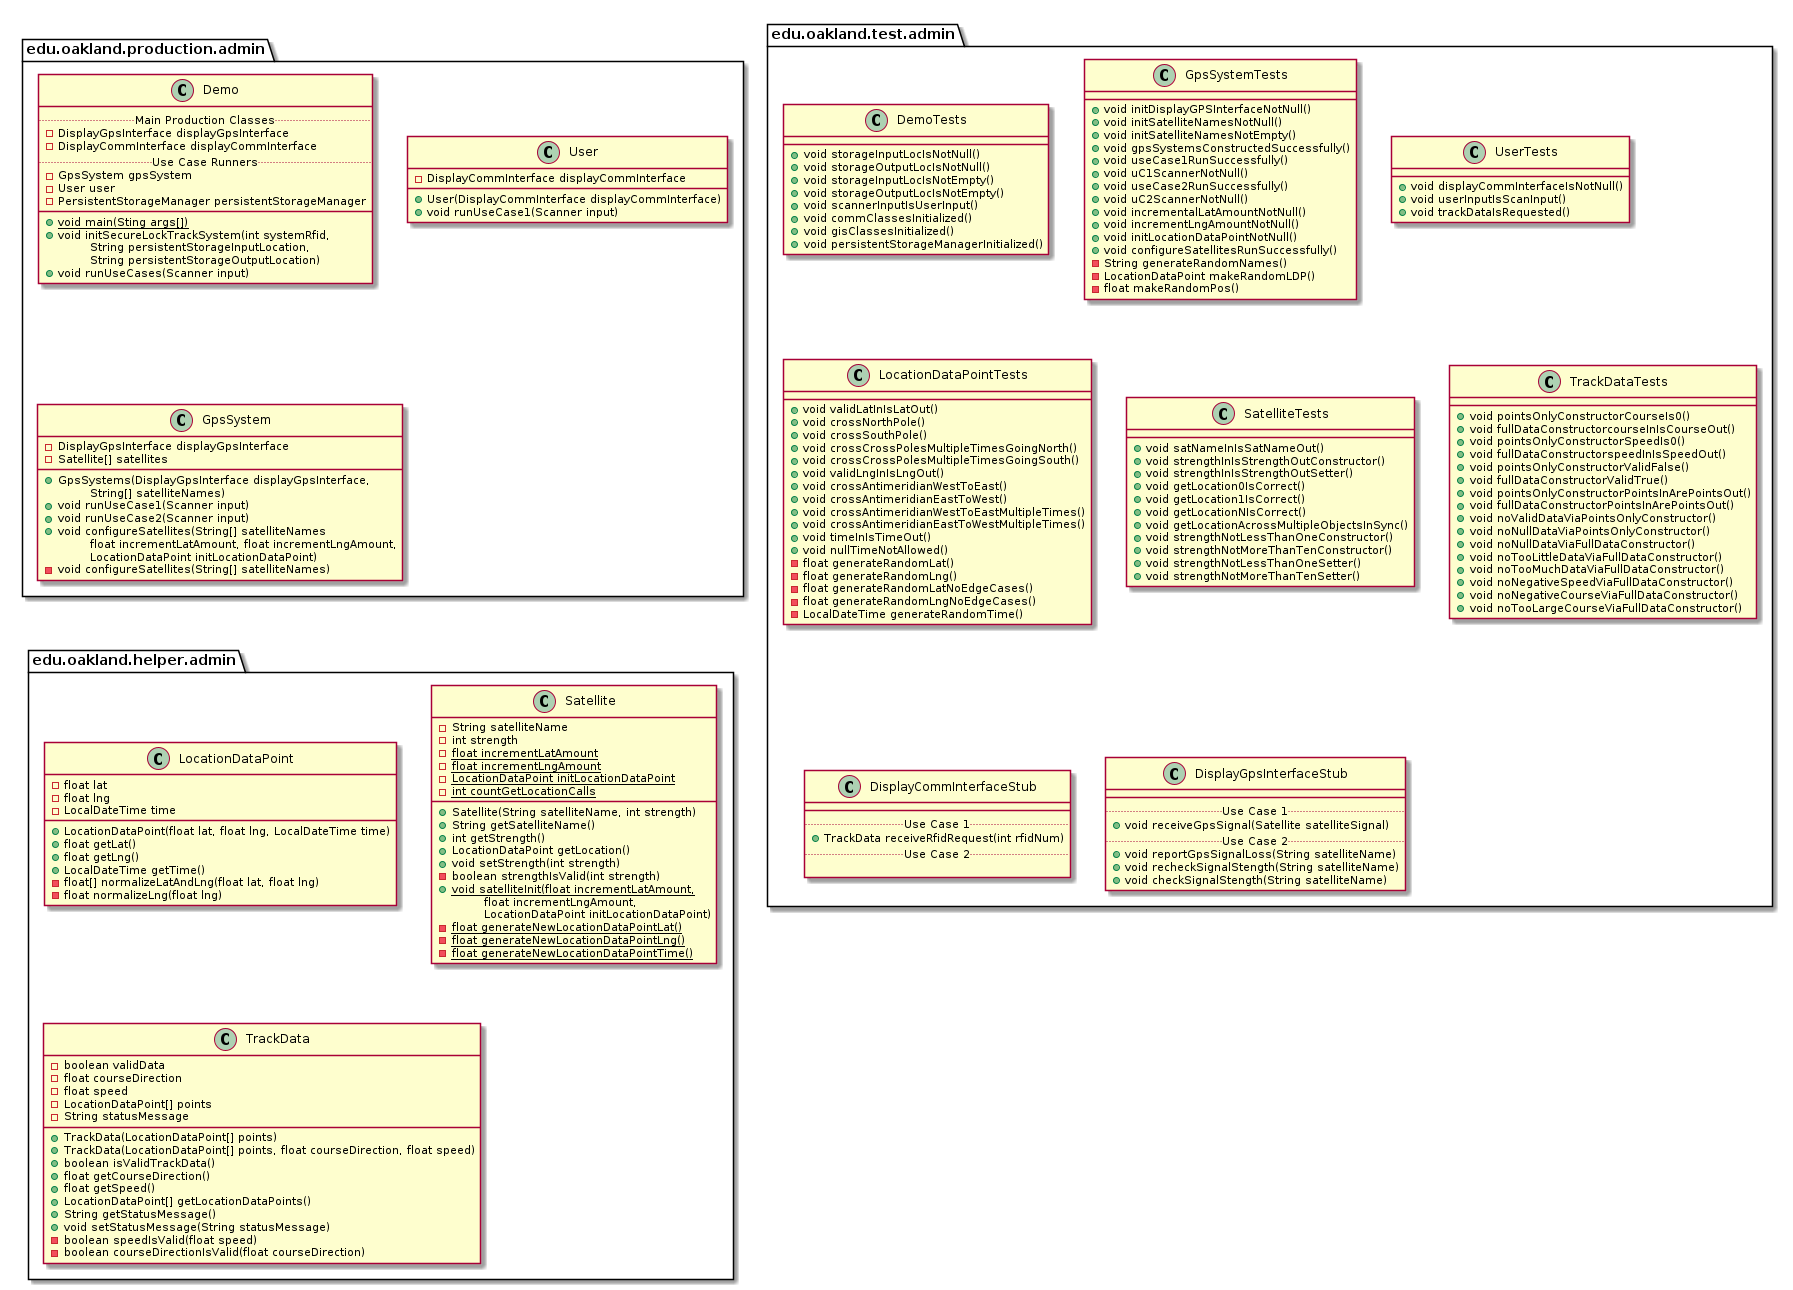 edu.oakland.production.admin
C Demo
Main Production Classes
DisplayGpsInterface displayGpsInterface
DisplayCommInterface displayCommInterface
Use Case Runners
GpsSystem gpsSystem
User user
PersistentStorageManager persistentStorageManager
void main(Sting args[])
void initSecureLockTrackSystem(int systemRfid,
String persistentStorageInputLocation,
String persistentStorageOutputLocation)
void runUseCases(Scanner input)
C User
DisplayCommInterface displayCommInterface
User(DisplayCommInterface displayCommInterface)
void runUseCase1(Scanner input)
C GpsSystem
DisplayGpsInterface displayGpsInterface
Satellite[] satellites
GpsSystems(DisplayGpsInterface displayGpsInterface,
String[] satelliteNames)
void runUseCase1(Scanner input)
void runUseCase2(Scanner input)
void configureSatellites(String[] satelliteNames
float incrementLatAmount, float incrementLngAmount,
LocationDataPoint initLocationDataPoint)
void configureSatellites(String[] satelliteNames)
edu.oakland.test.admin
C DemoTests
void storageInputLocIsNotNull()
void storageOutputLocIsNotNull()
void storageInputLocIsNotEmpty()
void storageOutputLocIsNotEmpty()
void scannerInputIsUserInput()
void commClassesInitialized()
void gisClassesInitialized()
void persistentStorageManagerInitialized()
C GpsSystemTests
void initDisplayGPSInterfaceNotNull()
void initSatelliteNamesNotNull()
void initSatelliteNamesNotEmpty()
void gpsSystemsConstructedSuccessfully()
void useCase1RunSuccessfully()
void uC1ScannerNotNull()
void useCase2RunSuccessfully()
void uC2ScannerNotNull()
void incrementalLatAmountNotNull()
void incrementLngAmountNotNull()
void initLocationDataPointNotNull()
void configureSatellitesRunSuccessfully()
String generateRandomNames()
LocationDataPoint makeRandomLDP()
float makeRandomPos()
C UserTests
void displayCommInterfaceIsNotNull()
void userInputIsScanInput()
void trackDataIsRequested()
C LocationDataPointTests
void validLatInIsLatOut()
void crossNorthPole()
void crossSouthPole()
void crossCrossPolesMultipleTimesGoingNorth()
void crossCrossPolesMultipleTimesGoingSouth()
void validLngInIsLngOut()
void crossAntimeridianWestToEast()
void crossAntimeridianEastToWest()
void crossAntimeridianWestToEastMultipleTimes()
void crossAntimeridianEastToWestMultipleTimes()
void timeInIsTimeOut()
void nullTimeNotAllowed()
float generateRandomLat()
float generateRandomLng()
float generateRandomLatNoEdgeCases()
float generateRandomLngNoEdgeCases()
LocalDateTime generateRandomTime()
C SatelliteTests
void satNameInIsSatNameOut()
void strengthInIsStrengthOutConstructor()
void strengthInIsStrengthOutSetter()
void getLocation0IsCorrect()
void getLocation1IsCorrect()
void getLocationNIsCorrect()
void getLocationAcrossMultipleObjectsInSync()
void strengthNotLessThanOneConstructor()
void strengthNotMoreThanTenConstructor()
void strengthNotLessThanOneSetter()
void strengthNotMoreThanTenSetter()
C TrackDataTests
void pointsOnlyConstructorCourseIs0()
void fullDataConstructorcourseInIsCourseOut()
void pointsOnlyConstructorSpeedIs0()
void fullDataConstructorspeedInIsSpeedOut()
void pointsOnlyConstructorValidFalse()
void fullDataConstructorValidTrue()
void pointsOnlyConstructorPointsInArePointsOut()
void fullDataConstructorPointsInArePointsOut()
void noValidDataViaPointsOnlyConstructor()
void noNullDataViaPointsOnlyConstructor()
void noNullDataViaFullDataConstructor()
void noTooLittleDataViaFullDataConstructor()
void noTooMuchDataViaFullDataConstructor()
void noNegativeSpeedViaFullDataConstructor()
void noNegativeCourseViaFullDataConstructor()
void noTooLargeCourseViaFullDataConstructor()
C DisplayCommInterfaceStub
Use Case 1
TrackData receiveRfidRequest(int rfidNum)
Use Case 2
C DisplayGpsInterfaceStub
Use Case 1
void receiveGpsSignal(Satellite satelliteSignal)
Use Case 2
void reportGpsSignalLoss(String satelliteName)
void recheckSignalStength(String satelliteName)
void checkSignalStength(String satelliteName)
edu.oakland.helper.admin
C LocationDataPoint
float lat
float lng
LocalDateTime time
LocationDataPoint(float lat, float lng, LocalDateTime time)
float getLat()
float getLng()
LocalDateTime getTime()
float[] normalizeLatAndLng(float lat, float lng)
float normalizeLng(float lng)
C Satellite
String satelliteName
int strength
float incrementLatAmount
float incrementLngAmount
LocationDataPoint initLocationDataPoint
int countGetLocationCalls
Satellite(String satelliteName, int strength)
String getSatelliteName()
int getStrength()
LocationDataPoint getLocation()
void setStrength(int strength)
boolean strengthIsValid(int strength)
void satelliteInit(float incrementLatAmount,
float incrementLngAmount,
LocationDataPoint initLocationDataPoint)
float generateNewLocationDataPointLat()
float generateNewLocationDataPointLng()
float generateNewLocationDataPointTime()
C TrackData
boolean validData
float courseDirection
float speed
LocationDataPoint[] points
String statusMessage
TrackData(LocationDataPoint[] points)
TrackData(LocationDataPoint[] points, float courseDirection, float speed)
boolean isValidTrackData()
float getCourseDirection()
float getSpeed()
LocationDataPoint[] getLocationDataPoints()
String getStatusMessage()
void setStatusMessage(String statusMessage)
boolean speedIsValid(float speed)
boolean courseDirectionIsValid(float courseDirection)